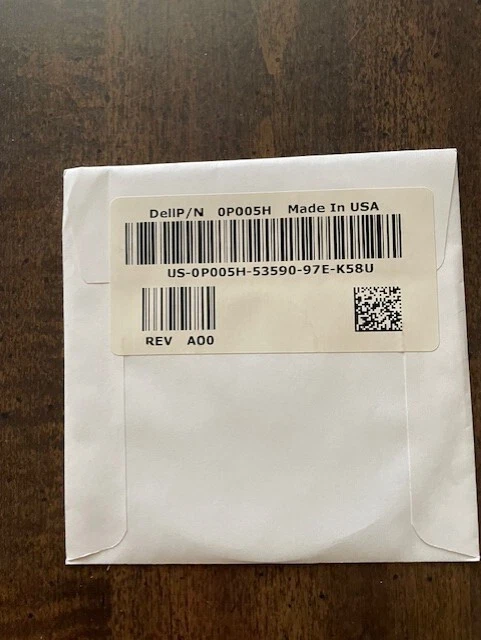 DellP/N 0P005H Made In USA
US-0P005H-53590-97E-K58U
REV A00